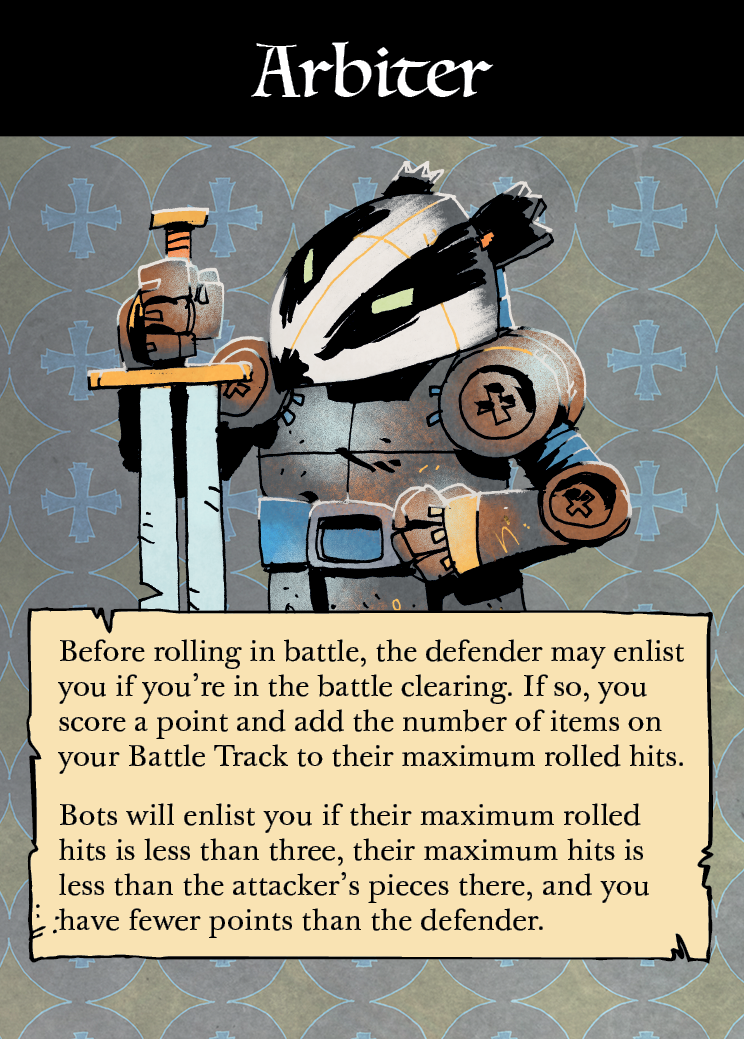 Arbiter
Before rolling in battle, the defender may enlist
you if you’re in the battle clearing. If so, you
score a point and add the number of items on
your Battle Track to their maximum rolled hits.
Bots will enlist you if their maximum rolled
hits is less than three, their maximum hits is
less than the attacker’s pieces there, and you
have fewer points than the defender.